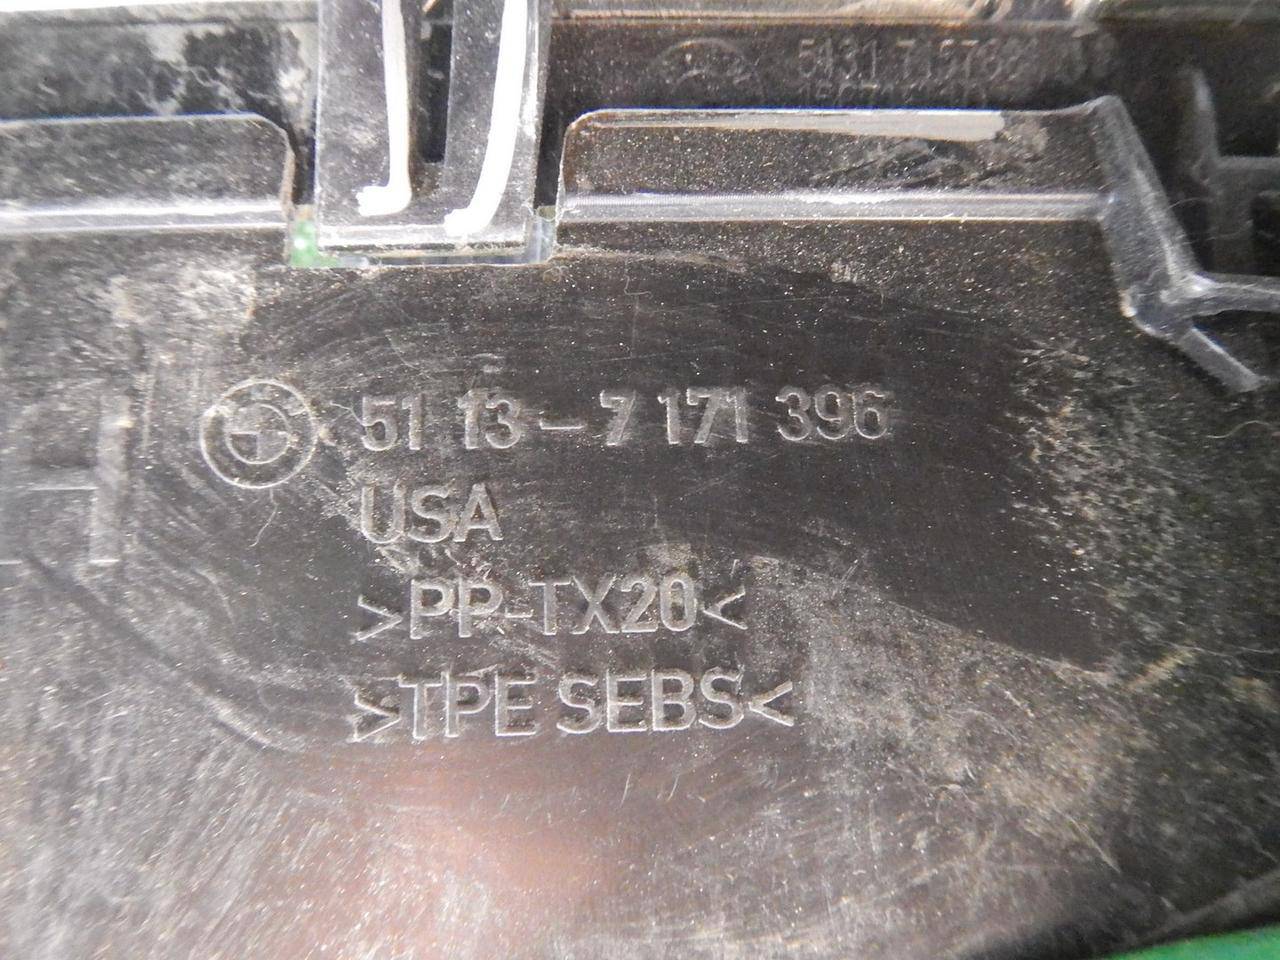 51 13-7 171 396
USA
>PP-TX20<
>TPE SEBS<